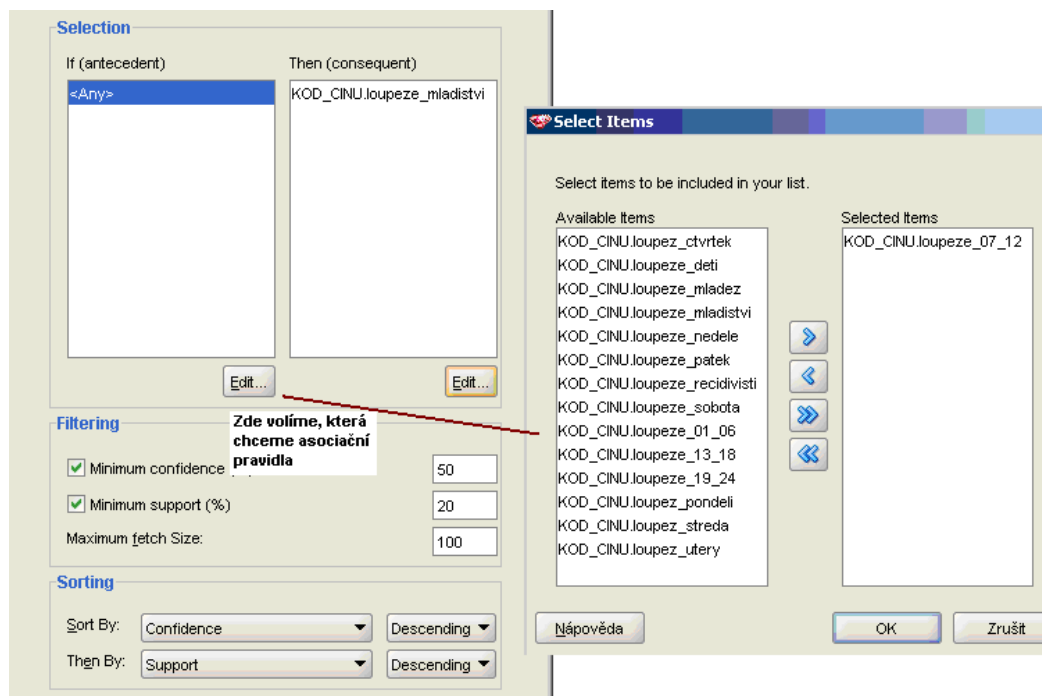 Selection
If (antecedent)
Then (consequent)
<Any>
KOD_CINU.loupeze_mladistvi
Edit...
Edit...
Zde volíme, která
chceme asociační
pravidla
Filtering
Minimum confidence
50
Minimum support (%)
20
Maximum fetch Size:
100
Sorting
Sort By:
Confidence
Descending
Then By:
Support
Descending
Select Items
Select items to be included in your list.
Available Items
KOD_CINU.loupez_ctvrtek
KOD_CINU.loupeze_deti
KOD_CINU.loupeze_mladez
KOD_CINU.loupeze_mladistvi
KOD_CINU.loupeze_nedele
KOD_CINU.loupeze_patek
KOD_CINU.loupeze_recidivisti
KOD_CINU.loupeze_sobota
KOD_CINU.loupeze_01_06
KOD_CINU.loupeze_13_18
KOD_CINU.loupeze_19_24
KOD_CINU.loupez_pondeli
KOD_CINU.loupez_streda
KOD_CINU.loupez_utery
Selected Items
KOD_CINU.loupeze_07_12
Nápověda
OK
Zrušit